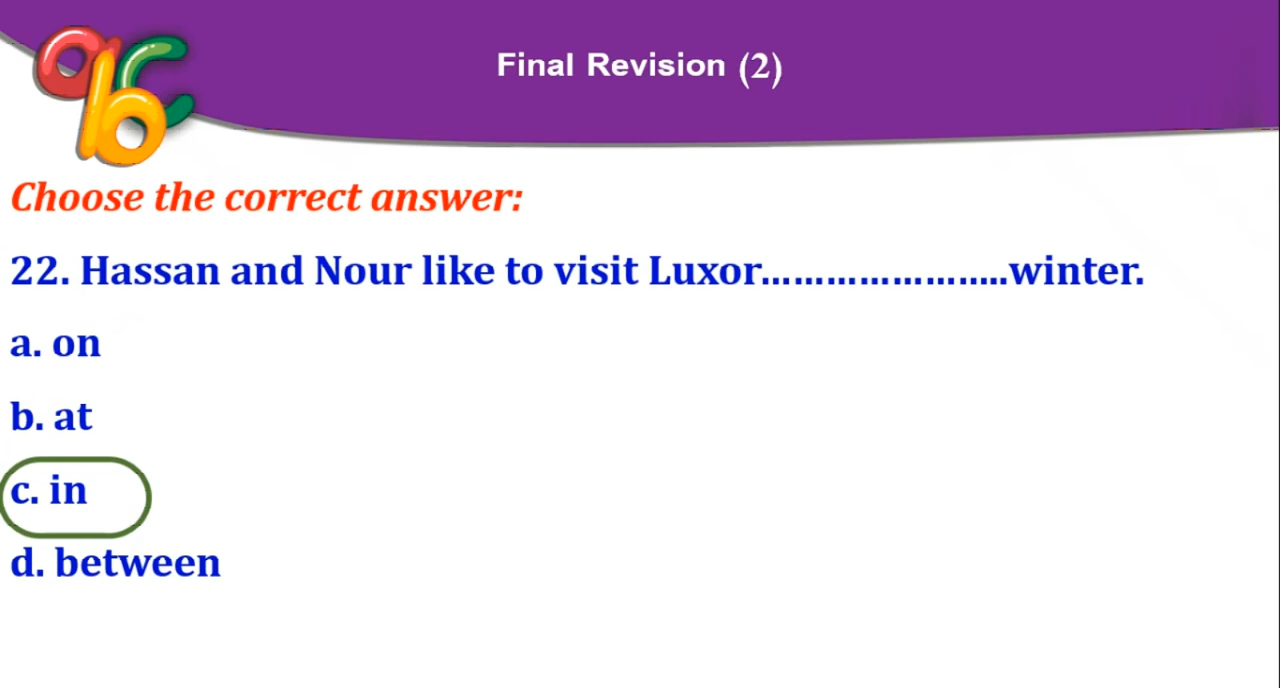 abc
Final Revision (2)
Choose the correct answer:
22. Hassan and Nour like to visit Luxor......................winter.
a. on
b. at
c. in
d. between